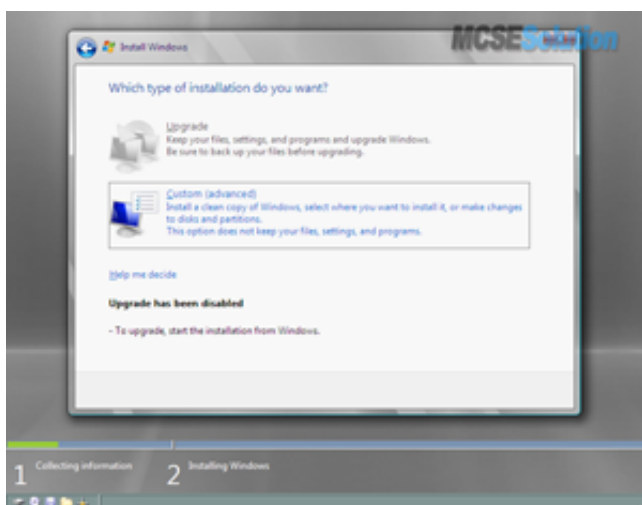 MCSESolution
Install Windows
Which type of installation do you want?
Upgrade
Keep your files, settings, and programs and upgrade Windows.
Be sure to back up your files before upgrading.
Custom (advanced)
Install a clean copy of Windows, select where you want to install it, or make changes
to disks and partitions.
This option does not keep your files, settings, and programs.
Help me decide
Upgrade has been disabled
- To upgrade, start the installation from Windows.
1 Collecting information 2 Installing Windows